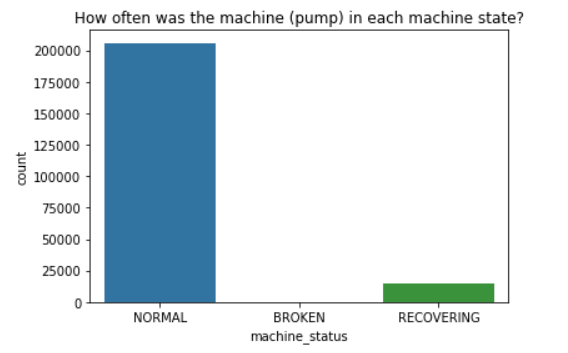 How often was the machine (pump) in each machine state?
200000
175000
150000
125000
100000
75000
50000
25000
0
count
NORMAL BROKEN RECOVERING
machine_status